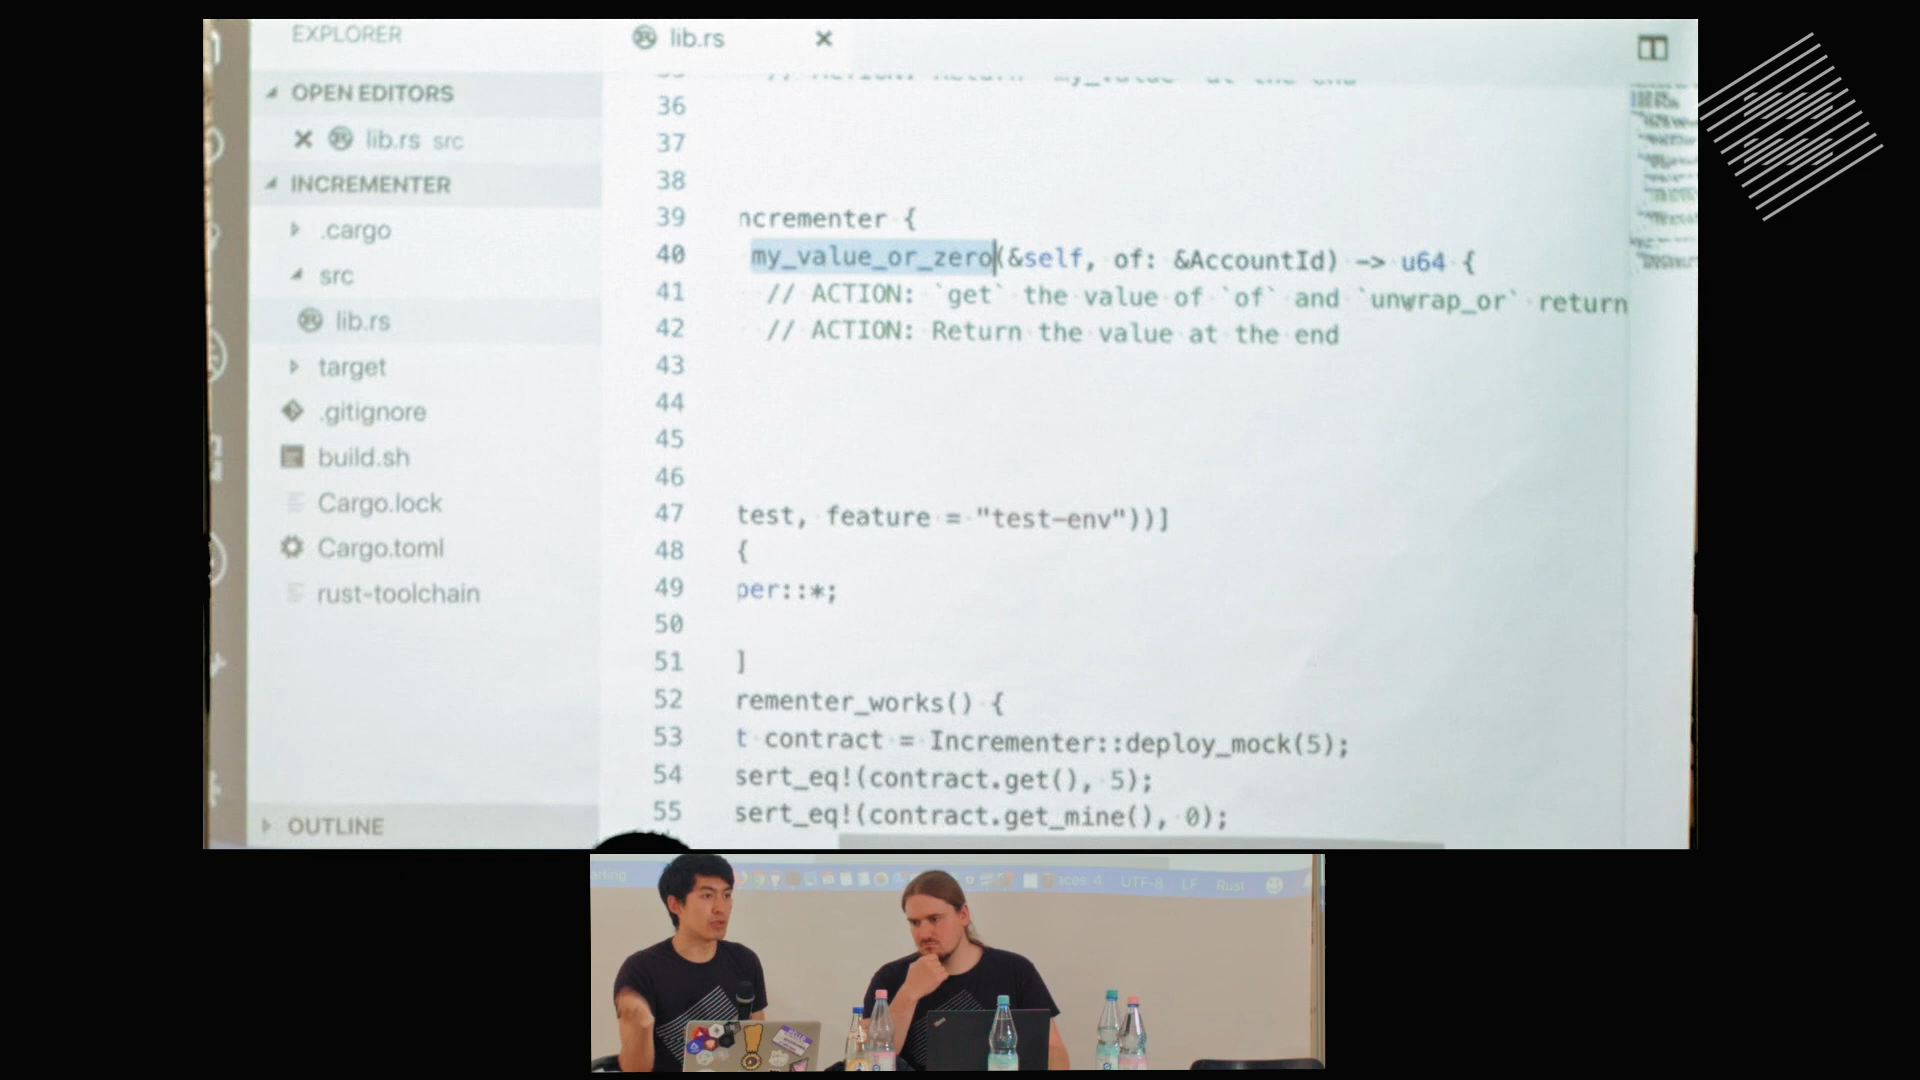 EXPLORER
OPEN EDITORS
lib.rs src
INCREMENTER
.cargo
src
lib.rs
target
.gitignore
build.sh
Cargo.lock
Cargo.toml
rust-toolchain
OUTLINE
lib.rs
36
37
38
39 ncrementer {
40 my_value_or_zero(&self, of: &AccountId) -> u64 {
41 // ACTION: `get` the value of `of` and `unwrap_or` return
42 // ACTION: Return the value at the end
43
44
45
46
47 test, feature = "test-env"))]
48 {
49 per::*;
50
51 ]
52 rementer_works() {
53 t contract = Incrementer::deploy_mock(5);
54 sert_eq!(contract.get(), 5);
55 sert_eq!(contract.get_mine(), 0);
UTF-8 LF Rust
HELLO